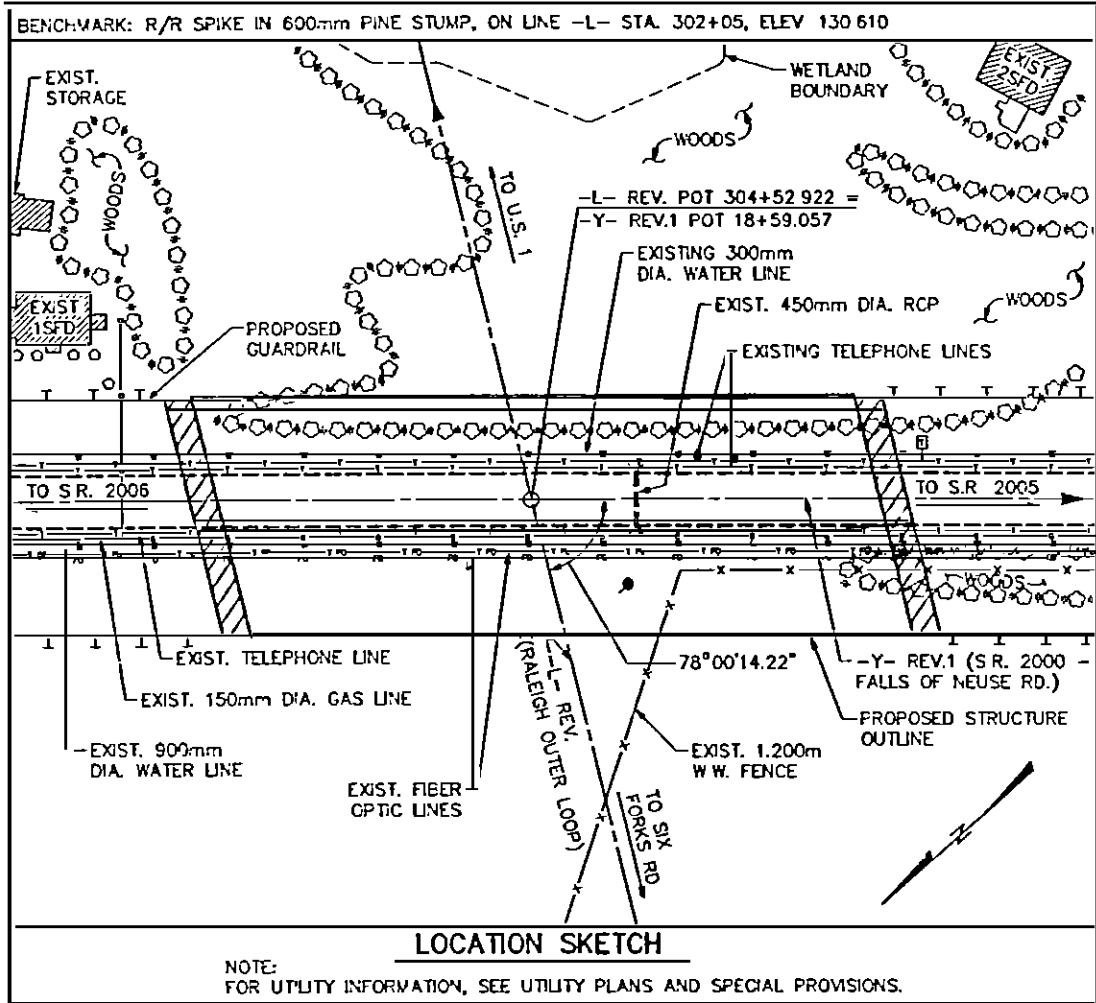 BENCHMARK: R/R SPIKE IN 600mm PINE STUMP, ON LINE -L- STA. 302+05, ELEV 130 610
EXIST.
STORAGE
WETLAND
BOUNDARY
EXIST.
2SFD
WOODS
WOODS
TO U.S. 1
-L- REV. POT 304+52 922 =
-Y- REV.1 POT 18+59.057
EXISTING 300mm
DIA. WATER LINE
EXIST. 450mm DIA. RCP
WOODS
EXIST
1SFD
PROPOSED
GUARDRAIL
EXISTING TELEPHONE LINES
T
TO S R. 2006
TO S.R 2005
WOODS
EXIST. TELEPHONE LINE
78°00'14.22"
-Y- REV.1 (S R. 2000 -
FALLS OF NEUSE RD.)
EXIST. 150mm DIA. GAS LINE
-L- REV.
(RALEIGH OUTER LOOP)
PROPOSED STRUCTURE
OUTLINE
EXIST. 900mm
DIA. WATER LINE
EXIST. 1.200m
W W. FENCE
EXIST. FIBER
OPTIC LINES
TO SIX
FORKS RD
N
LOCATION SKETCH
NOTE:
FOR UTILITY INFORMATION, SEE UTILITY PLANS AND SPECIAL PROVISIONS.